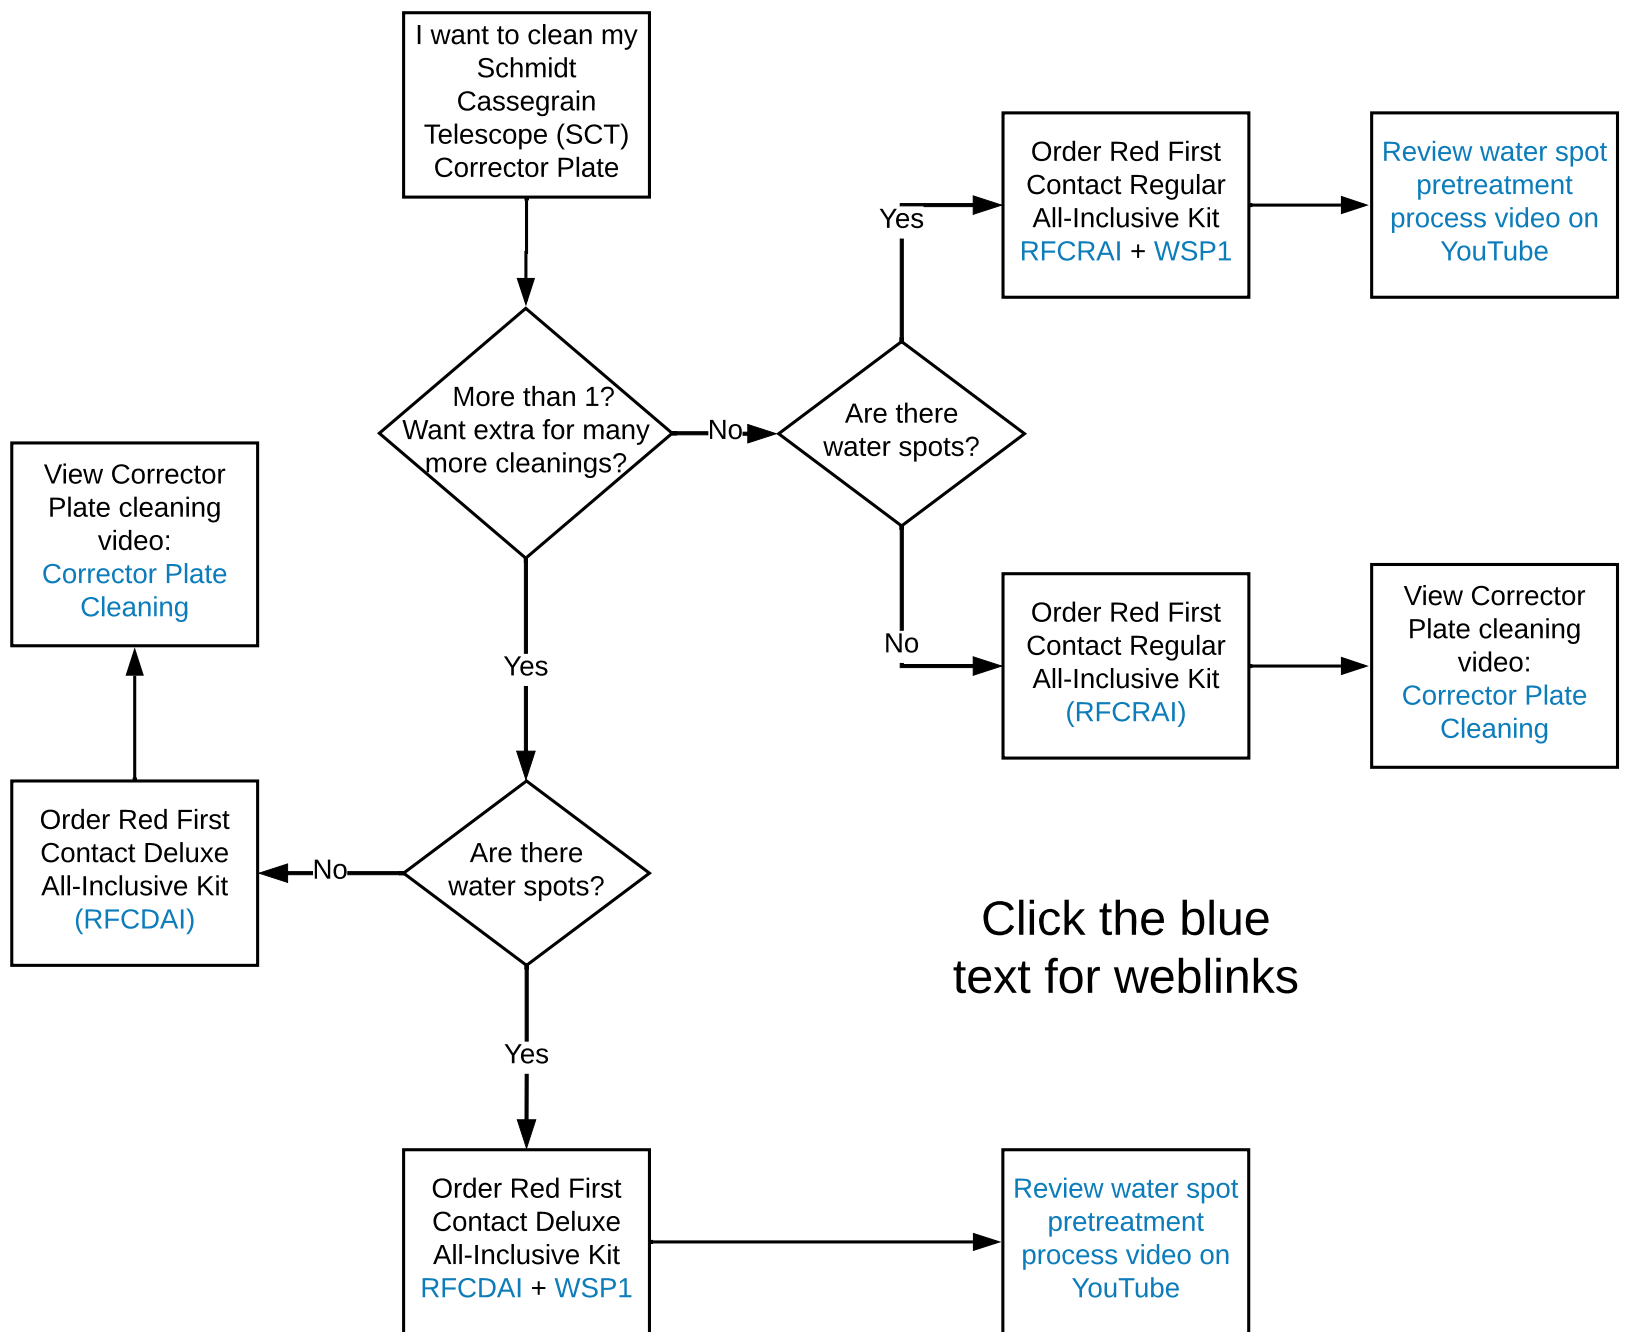 I want to clean my
Schmidt
Cassegrain
Telescope (SCT)
Corrector Plate
More than 1?
Want extra for many
more cleanings?
No
Are there
water spots?
Yes
Order Red First
Contact Regular
All-Inclusive Kit
RFCRAI + WSP1
Review water spot
pretreatment
process video on
YouTube
No
Order Red First
Contact Regular
All-Inclusive Kit
(RFCRAI)
View Corrector
Plate cleaning
video:
Corrector Plate
Cleaning
Yes
Are there
water spots?
No
Order Red First
Contact Deluxe
All-Inclusive Kit
(RFCDAI)
View Corrector
Plate cleaning
video:
Corrector Plate
Cleaning
Yes
Order Red First
Contact Deluxe
All-Inclusive Kit
RFCDAI + WSP1
Review water spot
pretreatment
process video on
YouTube
Click the blue
text for weblinks